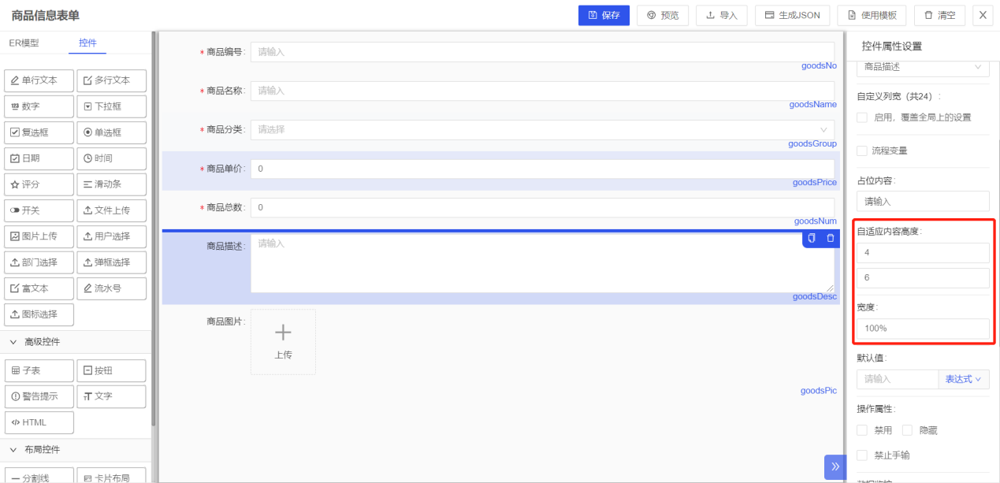 商品信息表单
保存 预览 导入 生成JSON 使用模板 清空
ER模型 控件
单行文本 多行文本
数字 下拉框
复选框 单选框
日期 时间
评分 滑动条
开关 文件上传
图片上传 用户选择
部门选择 弹框选择
富文本 流水号
图标选择
高级控件
子表 按钮
警告提示 文字
HTML
布局控件
分割线 卡片布局
* 商品编号: 请输入
goodsNo
* 商品名称: 请输入
goodsName
* 商品分类: 请选择
goodsGroup
* 商品单价: 0
goodsPrice
* 商品总数: 0
goodsNum
商品描述: 请输入
goodsDesc
商品图片:
上传
goodsPic
控件属性设置
商品描述
自定义列宽（共24）:
启用，覆盖全局上的设置
流程变量
占位内容:
请输入
自适应内容高度:
4
6
宽度:
100%
默认值:
请输入 表达式
操作属性:
禁用 隐藏
禁止手输